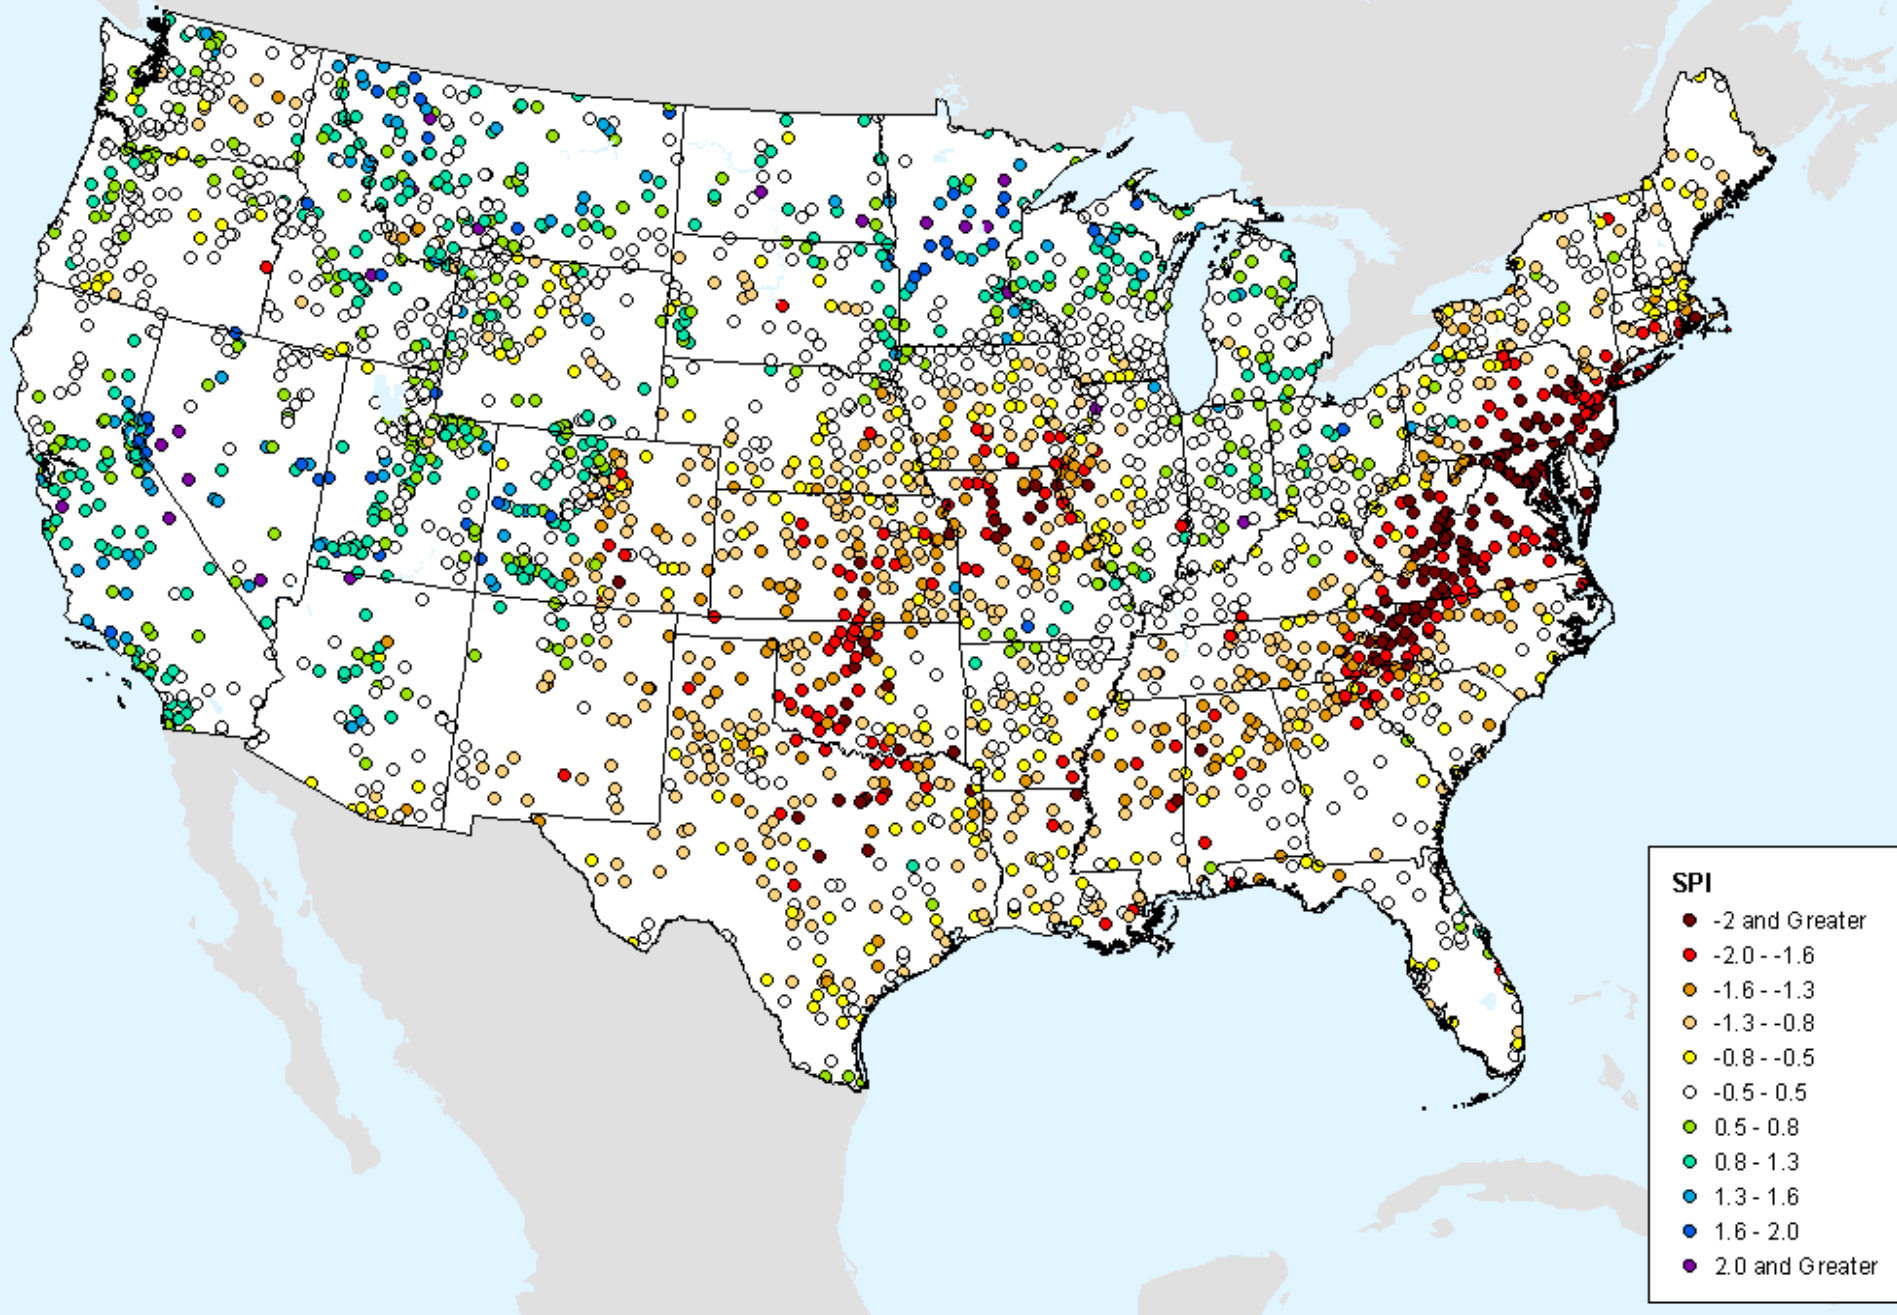 SPI
-2 and Greater
-2.0 - -1.6
-1.6 - -1.3
-1.3 - -0.8
-0.8 - -0.5
-0.5 - 0.5
0.5 - 0.8
0.8 - 1.3
1.3 - 1.6
1.6 - 2.0
2.0 and Greater